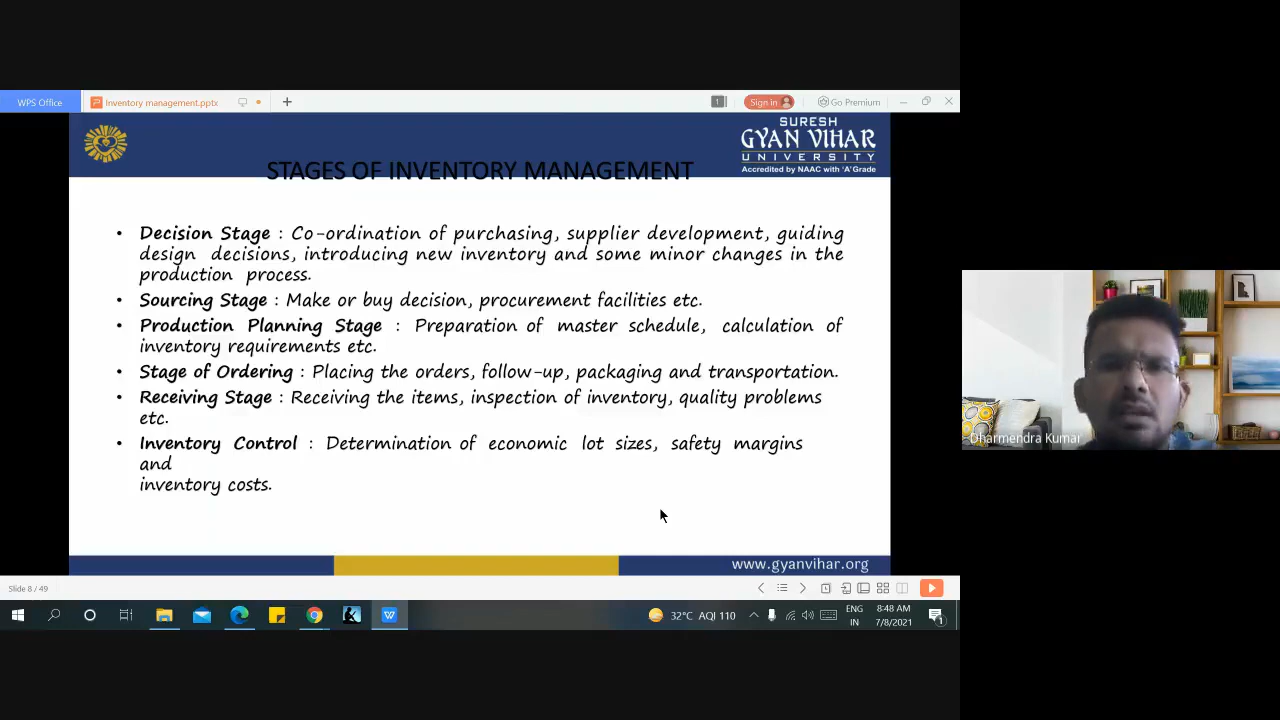 WPS Office
Inventory management.pptx
1
Sign in
Go Premium
SURESH
GYAN VIHAR
UNIVERSITY
Accredited by NAAC with 'A' Grade
STAGES OF INVENTORY MANAGEMENT
• Decision Stage : Co-ordination of purchasing, supplier development, guiding
design decisions, introducing new inventory and some minor changes in the
production process.
• Sourcing Stage : Make or buy decision, procurement facilities etc.
• Production Planning Stage : Preparation of master schedule, calculation of
inventory requirements etc.
• Stage of Ordering : Placing the orders, follow-up, packaging and transportation.
• Receiving Stage : Receiving the items, inspection of inventory, quality problems
etc.
• Inventory Control : Determination of economic lot sizes, safety margins
and
inventory costs.
Dharmendra Kumar
www.gyanvihar.org
Slide 8 / 49
32°C AQI 110
ENG
IN
8:48 AM
7/8/2021
1